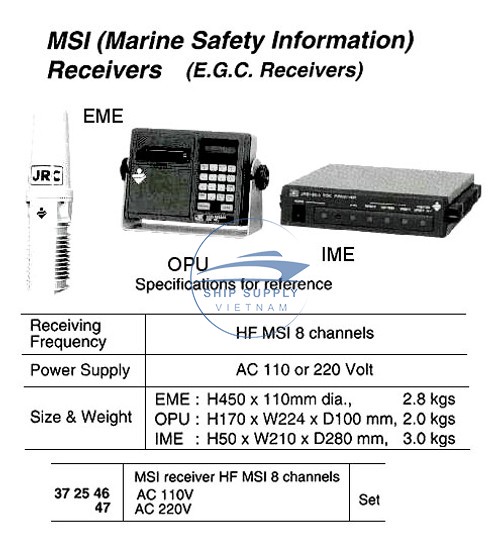 MSI (Marine Safety Information)
Receivers (E.G.C. Receivers)
EME
JRC
OPU
IME
Specifications for reference
SHIP SUPPLY
VIETNAM
Receiving
Frequency
HF MSI 8 channels
Power Supply
AC 110 or 220 Volt
Size & Weight
EME : H450 x 110mm dia., 2.8 kgs
OPU : H170 x W224 x D100 mm, 2.0 kgs
IME : H50 x W210 x D280 mm, 3.0 kgs
MSI receiver HF MSI 8 channels
37 25 46 AC 110V
47 AC 220V
Set